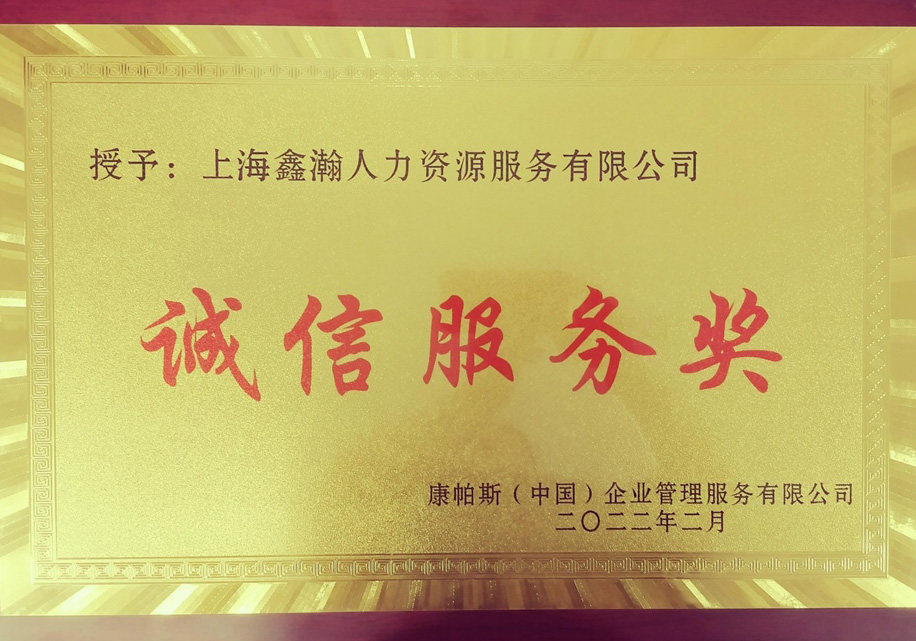 授予：上海鑫瀚人力资源服务有限公司
诚信服务奖
康帕斯（中国）企业管理服务有限公司
二〇二二年二月